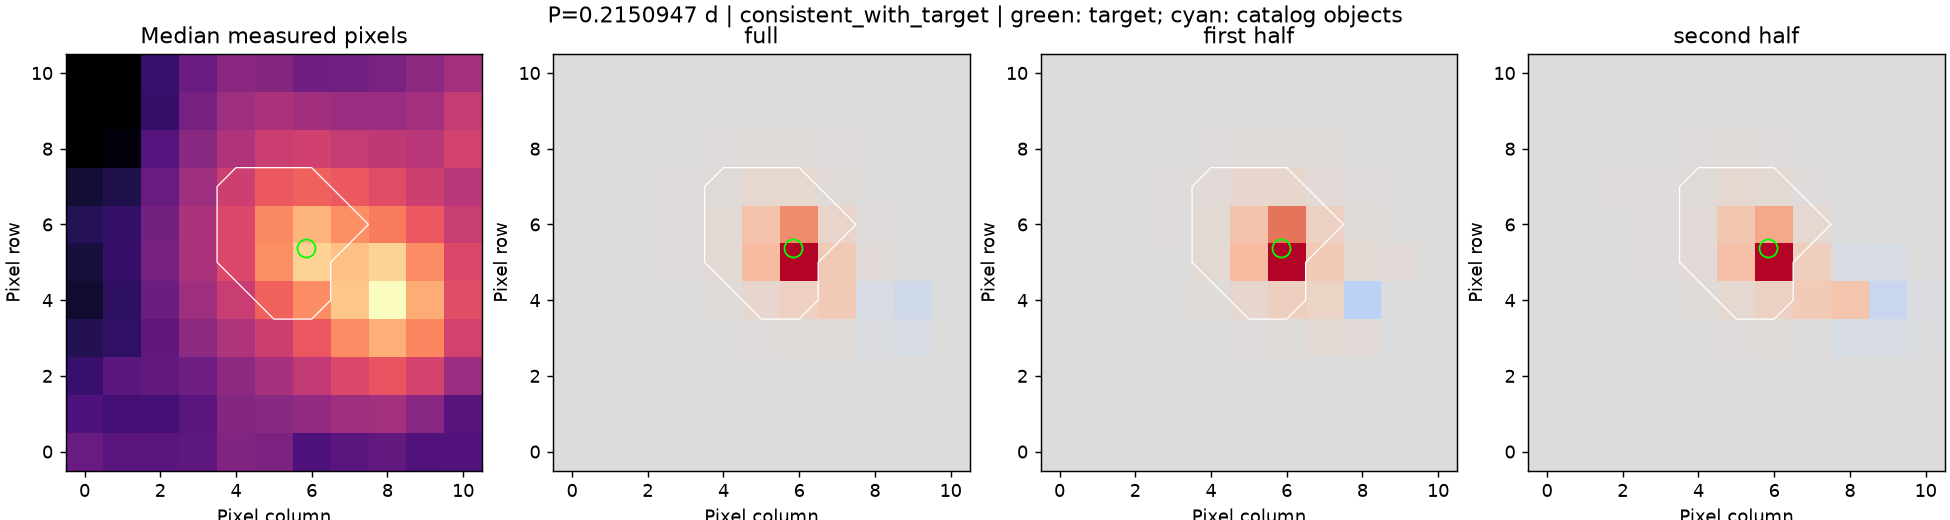 P=0.2150947 d | consistent_with_target | green: target; cyan: catalog objects
Median measured pixels
full
first half
second half
Pixel row
10
8
6
4
2
0
0 2 4 6 8 10
Pixel column
Pixel row
10
8
6
4
2
0
0 2 4 6 8 10
Pixel column
Pixel row
10
8
6
4
2
0
0 2 4 6 8 10
Pixel column
Pixel row
10
8
6
4
2
0
0 2 4 6 8 10
Pixel column